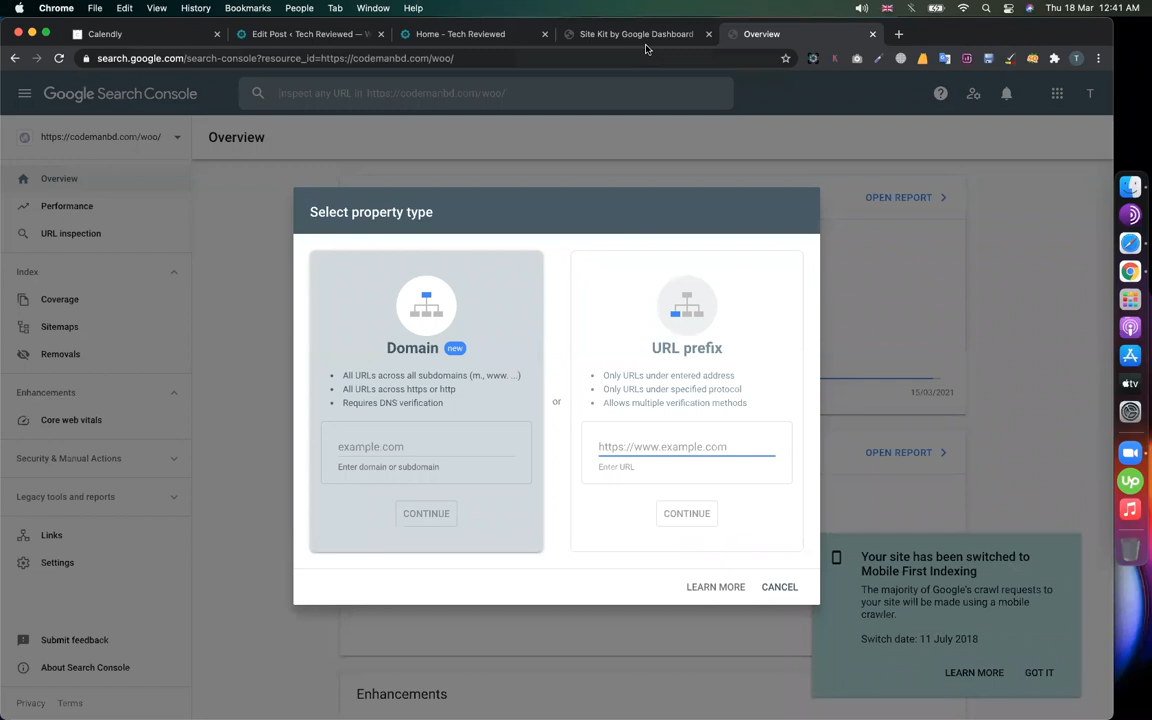 Chrome File Edit View History Bookmarks People Tab Window Help Thu 18 Mar 12:41 AM
Calendly Edit Post ‹ Tech Reviewed — Home - Tech Reviewed Site Kit by Google Dashboard Overview
search.google.com/search-console?resource_id=https://codemanbd.com/woo/ T
Google Search Console Inspect any URL in "https://codemanbd.com/woo/" T
https://codemanbd.com/woo/
Overview
Overview
Performance
URL inspection
Index
Coverage
Sitemaps
Removals
Enhancements
Core web vitals
Security & Manual Actions
Legacy tools and reports
Links
Settings
Submit feedback
About Search Console
Privacy Terms
OPEN REPORT
15/03/2021
OPEN REPORT
Select property type
Domain new
All URLs across all subdomains (m., www. ...)
All URLs across https or http
Requires DNS verification
example.com
Enter domain or subdomain
CONTINUE
or
URL prefix
Only URLs under entered address
Only URLs under specified protocol
Allows multiple verification methods
https://www.example.com
Enter URL
CONTINUE
LEARN MORE CANCEL
Your site has been switched to
Mobile First Indexing
The majority of Google's crawl requests to
your site will be made using a mobile
crawler.
Switch date: 11 July 2018
LEARN MORE GOT IT
Enhancements
tv
Up